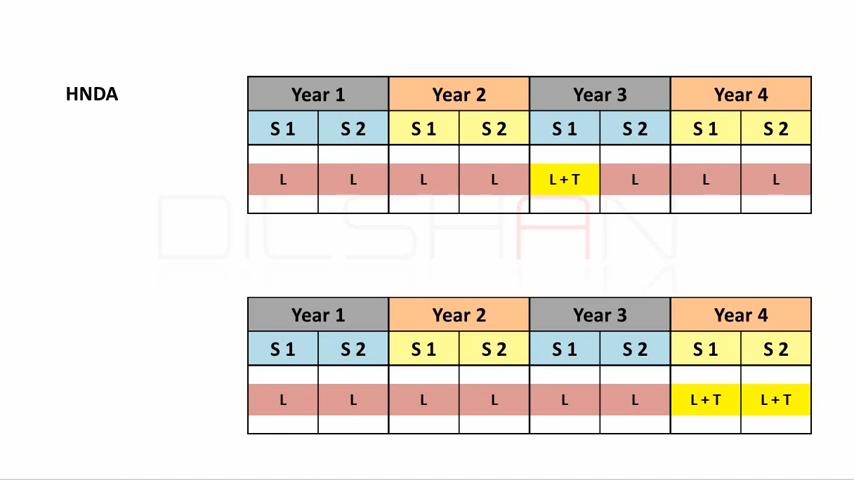 HNDA
Year 1 Year 2 Year 3 Year 4
S 1 S 2 S 1 S 2 S 1 S 2 S 1 S 2
L L L L L + T L L L
DILSHAN
Year 1 Year 2 Year 3 Year 4
S 1 S 2 S 1 S 2 S 1 S 2 S 1 S 2
L L L L L L L + T L + T